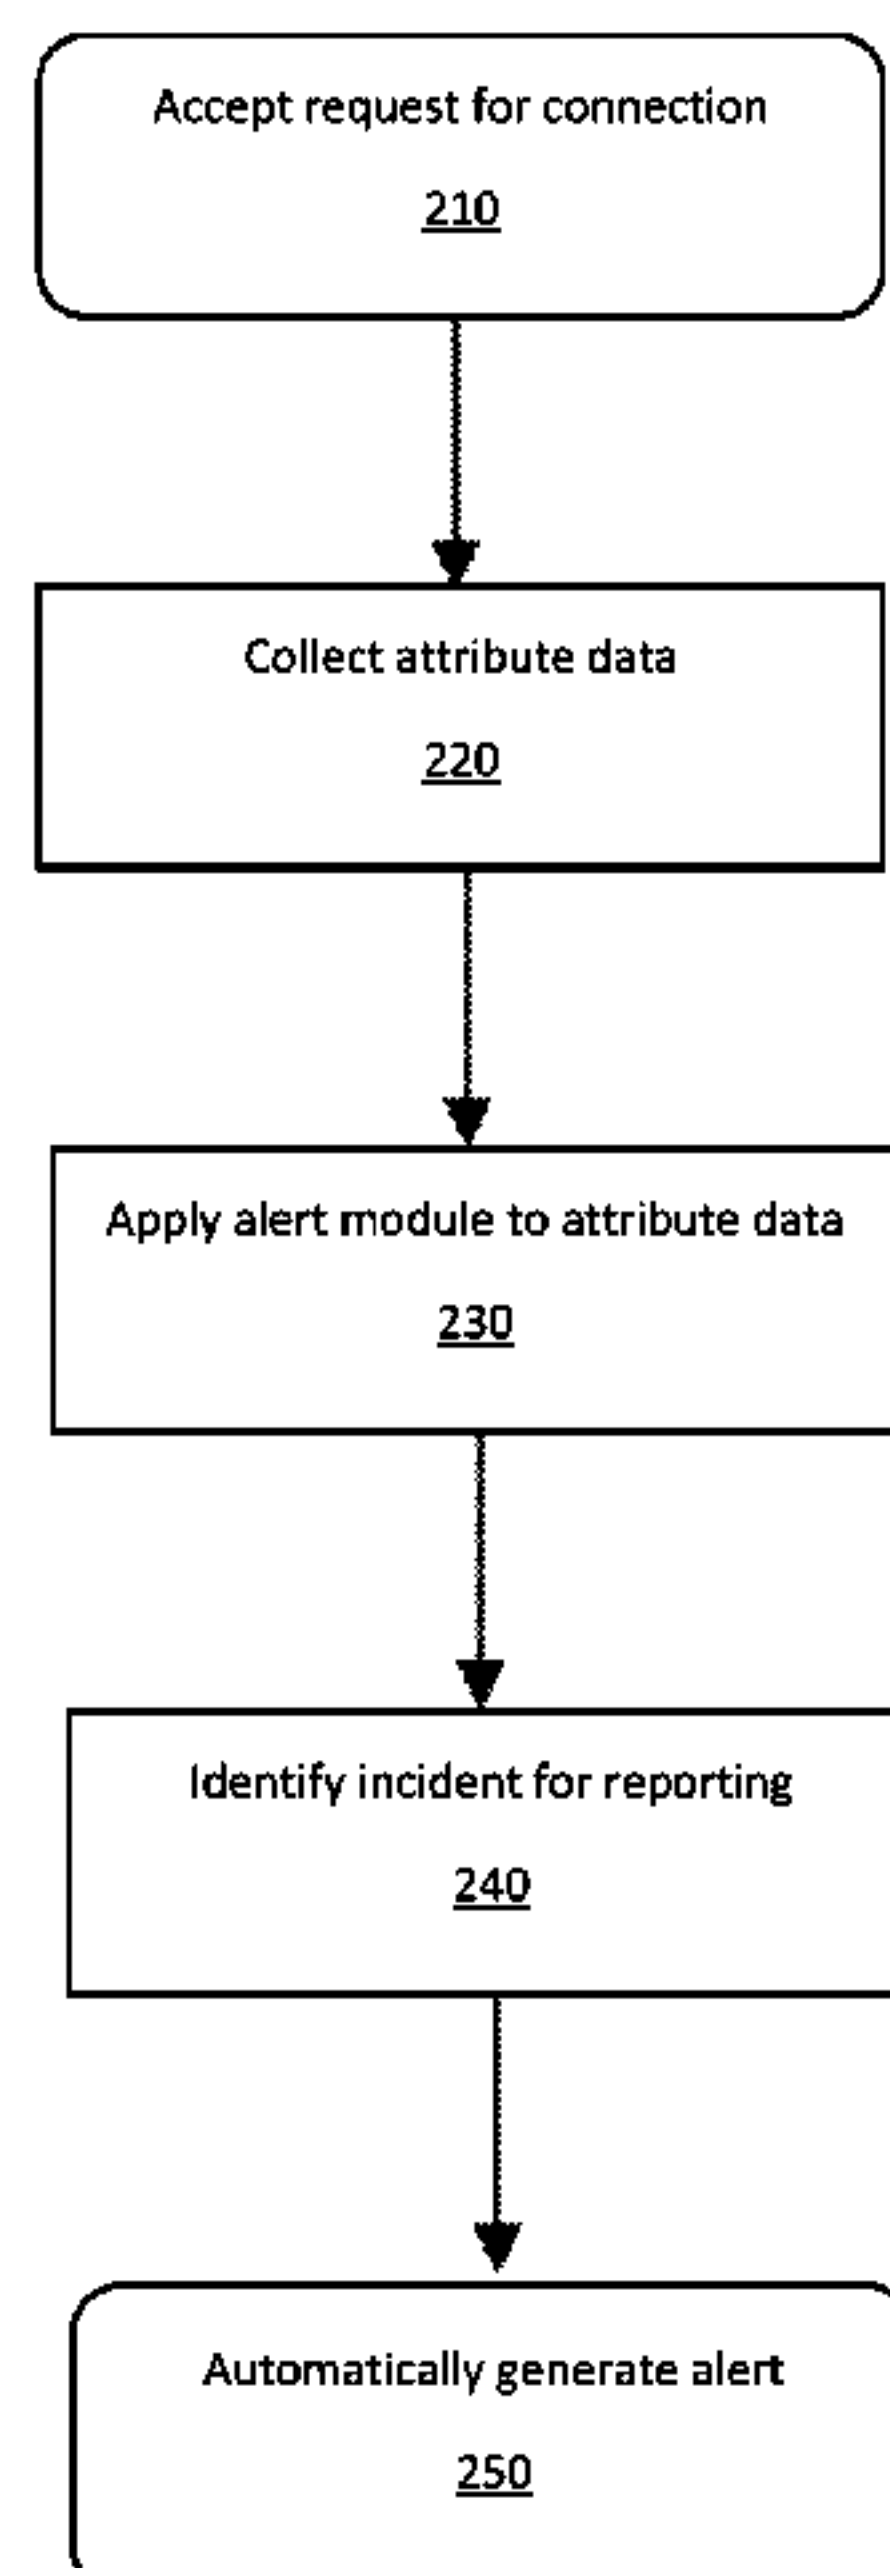 Accept request for connection
210
Collect attribute data
220
Apply alert module to attribute data
230
Identify incident for reporting
240
Automatically generate alert
250